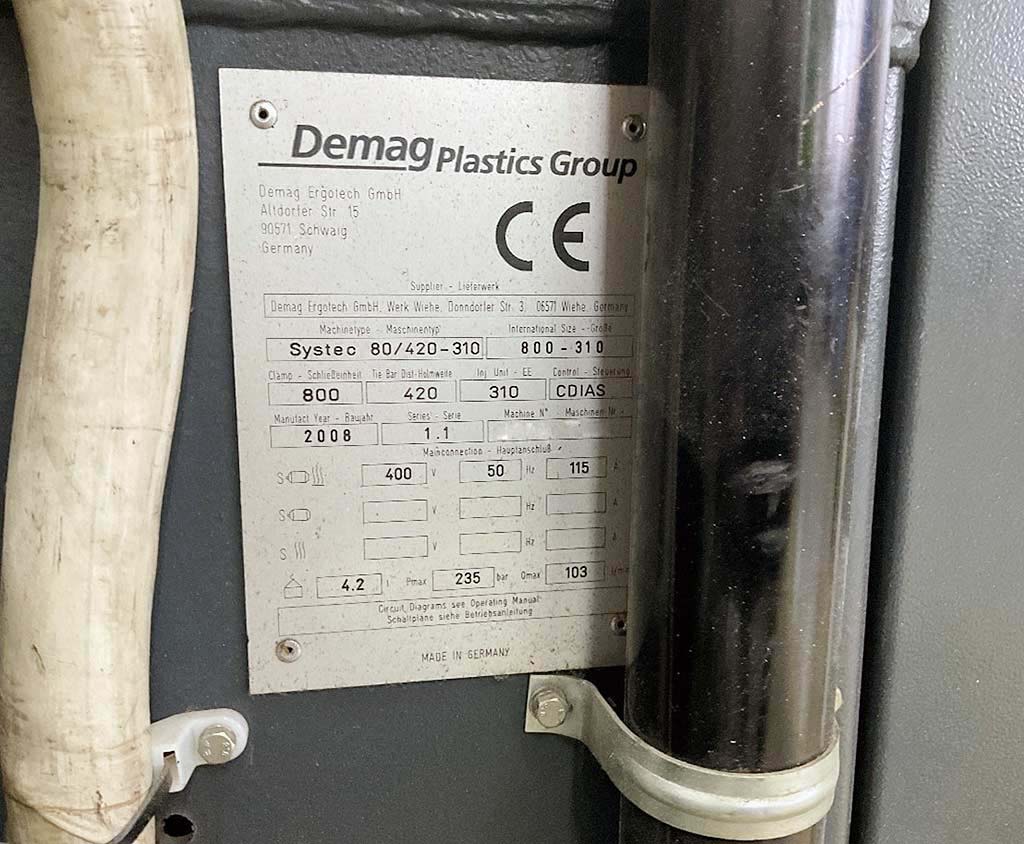 Demag Plastics Group
Demag Ergotech GmbH
Altdorfer Str. 15
90571 Schwaig
Germany
CE
Supplier - Lieferwerk
Demag Ergotech GmbH, Werk Wiehe, Donndorfer Str. 3, 06571 Wiehe, Germany
Machinetype - Maschinentyp International Size - Größe
Systec 80/420-310 800-310
Clamp - Schließeinheit Tie Bar Dist-Holmweite Inj. Unit - EE Control - Steuerung
800 420 310 CDIAS
Manufact Year - Baujahr Series - Serie Machine N° Maschinen Nr.
2008 1.1
Mainconnection - Hauptanschluß
S 400 V 50 Hz 115 A
S V Hz A
S V Hz A
4.2 l Pmax 235 bar Qmax 103 l/min
Circuit Diagrams see Operating Manual
Schaltpläne siehe Betriebsanleitung
MADE IN GERMANY